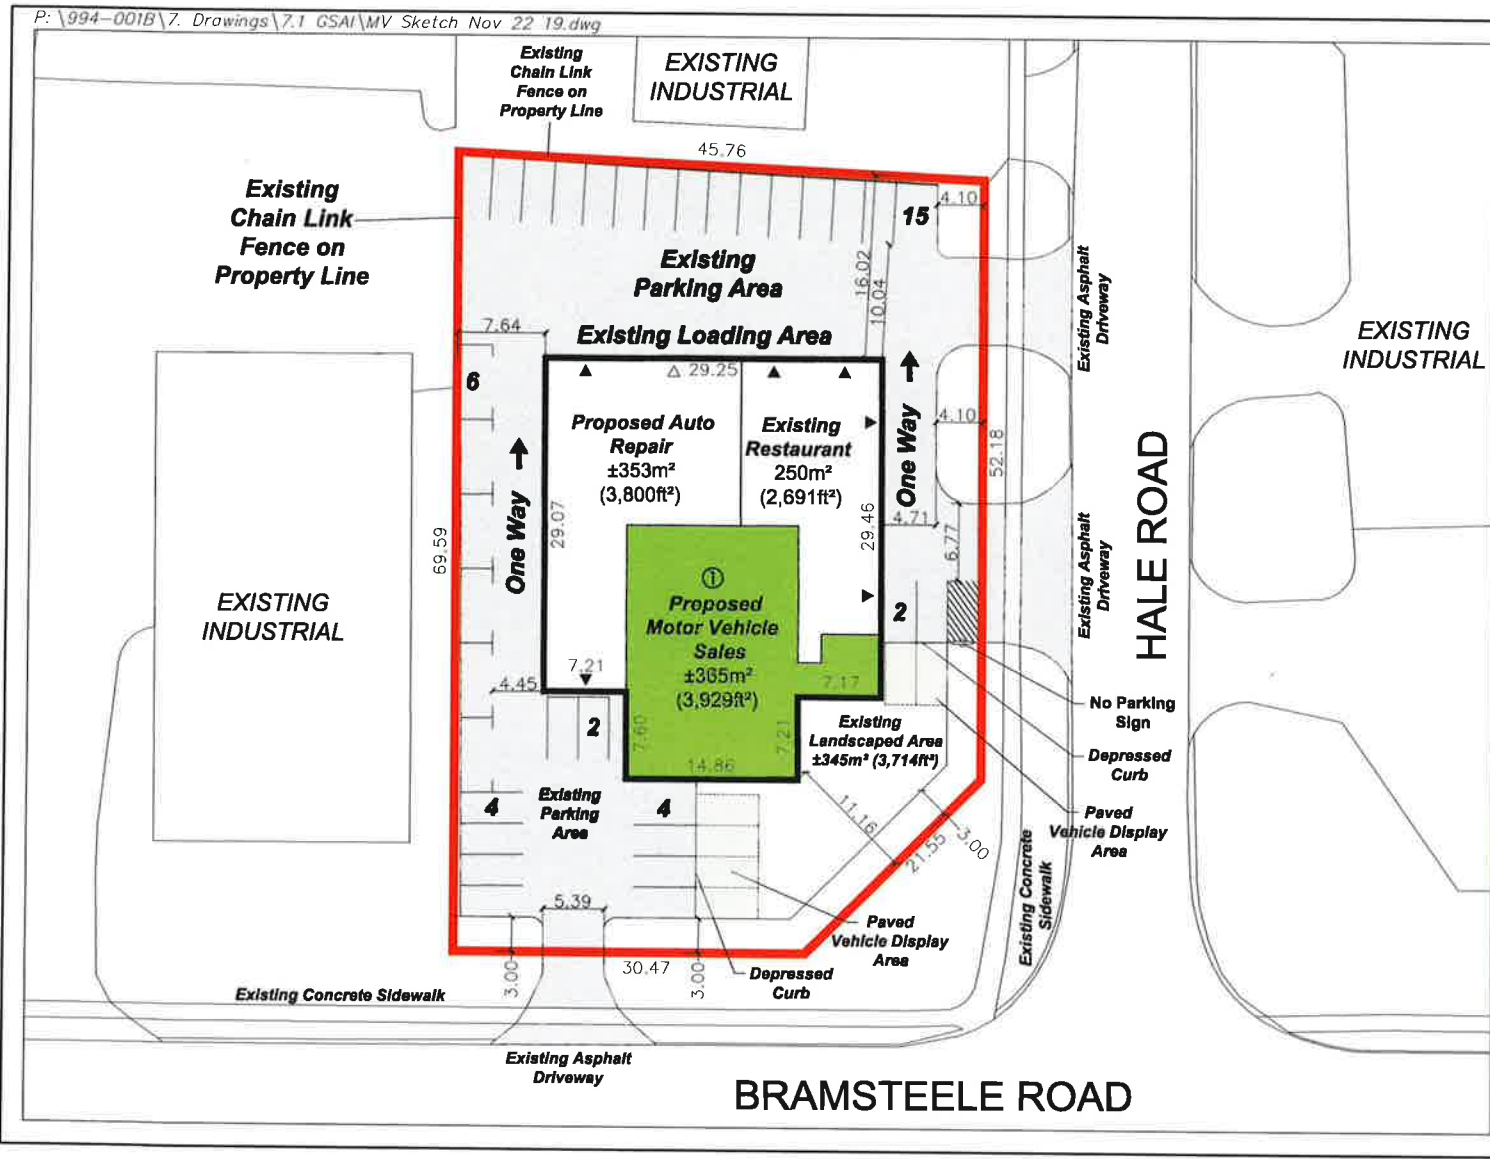 P: \994-001B\7. Drawings\7.1 GSAI\MV Sketch Nov 22 19.dwg
Existing
Chain Link
Fence on
Property Line
EXISTING
INDUSTRIAL
45.76
Existing
Chain Link
Fence on
Property Line
15
4.10
Existing
Parking Area
16.02
10.04
Existing Asphalt
Driveway
7.64
Existing Loading Area
EXISTING
INDUSTRIAL
6
29.25
One Way
4.10
Proposed Auto
Repair
±353m²
(3,800ft²)
Existing
Restaurant
250m²
(2,691ft²)
52.18
HALE ROAD
69.59
One Way
29.07
29.46
4.71
6.77
Existing Asphalt
Driveway
EXISTING
INDUSTRIAL
①
Proposed
Motor Vehicle
Sales
±365m²
(3,929ft²)
2
7.21
4.45
7.17
No Parking
Sign
2
7.60
7.21
Existing
Landscaped Area
±345m² (3,714ft²)
Depressed
Curb
14.86
4
Existing
Parking
Area
4
11.16
21.55
3.00
Paved
Vehicle Display
Area
Existing Concrete
Sidewalk
5.39
Paved
Vehicle Display
Area
3.00
30.47
3.00
Depressed
Curb
Existing Concrete Sidewalk
Existing Asphalt
Driveway
BRAMSTEELE ROAD